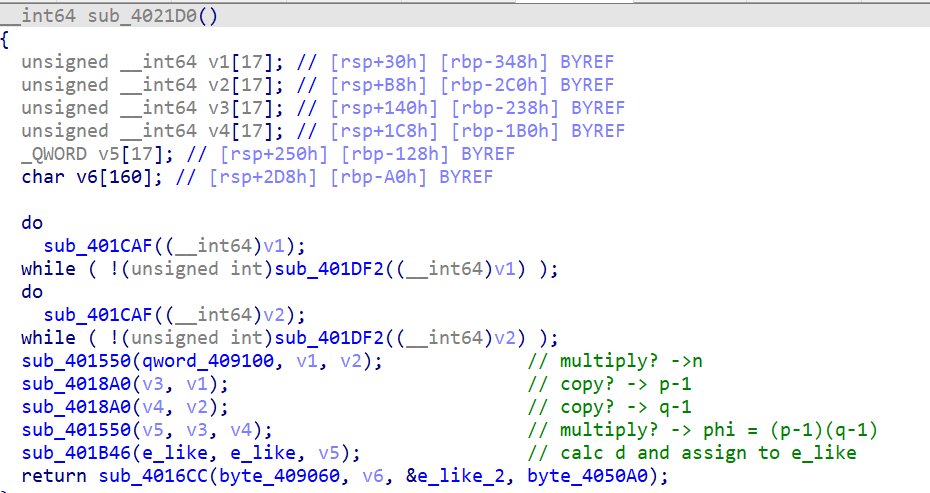 __int64 sub_4021D0()
{
unsigned __int64 v1[17]; // [rsp+30h] [rbp-348h] BYREF
unsigned __int64 v2[17]; // [rsp+B8h] [rbp-2C0h] BYREF
unsigned __int64 v3[17]; // [rsp+140h] [rbp-238h] BYREF
unsigned __int64 v4[17]; // [rsp+1C8h] [rbp-1B0h] BYREF
_QWORD v5[17]; // [rsp+250h] [rbp-128h] BYREF
char v6[160]; // [rsp+2D8h] [rbp-A0h] BYREF
do
sub_401CAF((__int64)v1);
while ( !(unsigned int)sub_401DF2((__int64)v1) );
do
sub_401CAF((__int64)v2);
while ( !(unsigned int)sub_401DF2((__int64)v2) );
sub_401550(qword_409100, v1, v2); // multiply? ->n
sub_4018A0(v3, v1); // copy? -> p-1
sub_4018A0(v4, v2); // copy? -> q-1
sub_401550(v5, v3, v4); // multiply? -> phi = (p-1)(q-1)
sub_401B46(e_like, e_like, v5); // calc d and assign to e_like
return sub_4016CC(byte_409060, v6, &e_like_2, byte_4050A0);